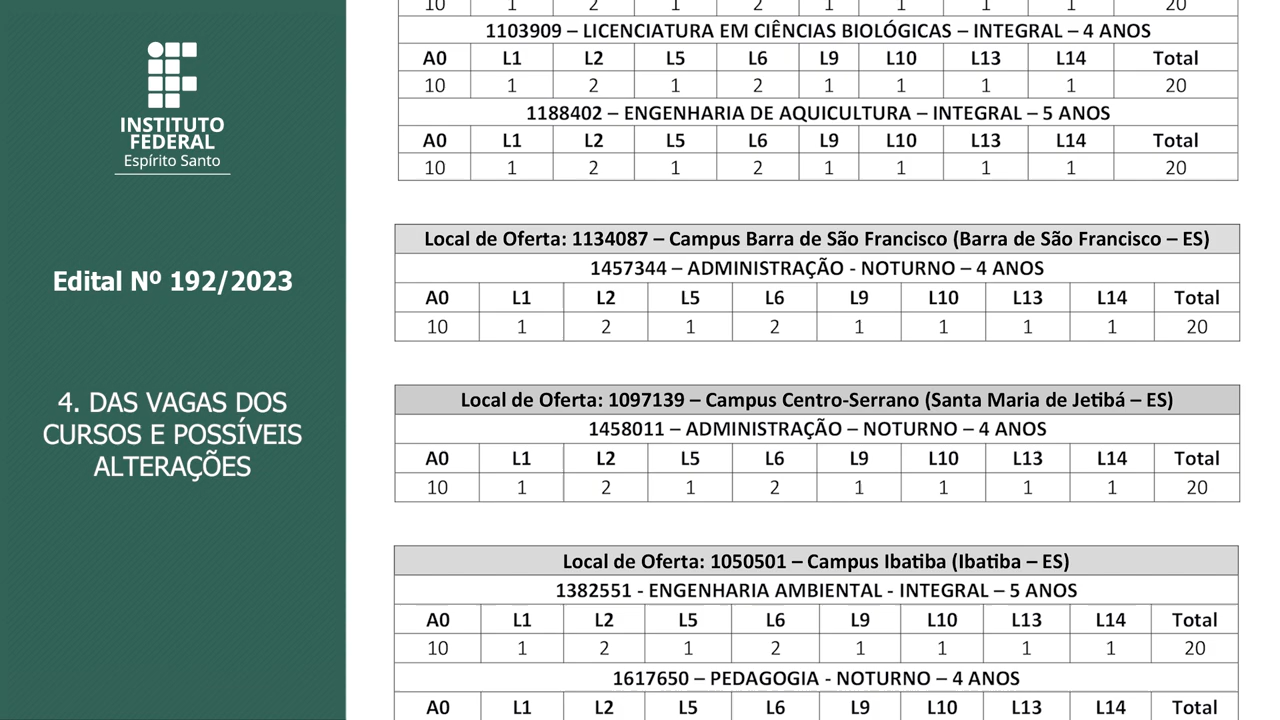 INSTITUTO
FEDERAL
Espírito Santo
Edital Nº 192/2023
4. DAS VAGAS DOS
CURSOS E POSSÍVEIS
ALTERAÇÕES
10 1 2 1 2 1 1 1 1 20
1103909 – LICENCIATURA EM CIÊNCIAS BIOLÓGICAS – INTEGRAL – 4 ANOS
A0 L1 L2 L5 L6 L9 L10 L13 L14 Total
10 1 2 1 2 1 1 1 1 20
1188402 – ENGENHARIA DE AQUICULTURA – INTEGRAL – 5 ANOS
A0 L1 L2 L5 L6 L9 L10 L13 L14 Total
10 1 2 1 2 1 1 1 1 20
Local de Oferta: 1134087 – Campus Barra de São Francisco (Barra de São Francisco – ES)
1457344 – ADMINISTRAÇÃO - NOTURNO – 4 ANOS
A0 L1 L2 L5 L6 L9 L10 L13 L14 Total
10 1 2 1 2 1 1 1 1 20
Local de Oferta: 1097139 – Campus Centro-Serrano (Santa Maria de Jetibá – ES)
1458011 – ADMINISTRAÇÃO – NOTURNO – 4 ANOS
A0 L1 L2 L5 L6 L9 L10 L13 L14 Total
10 1 2 1 2 1 1 1 1 20
Local de Oferta: 1050501 – Campus Ibatiba (Ibatiba – ES)
1382551 - ENGENHARIA AMBIENTAL - INTEGRAL – 5 ANOS
A0 L1 L2 L5 L6 L9 L10 L13 L14 Total
10 1 2 1 2 1 1 1 1 20
1617650 – PEDAGOGIA - NOTURNO – 4 ANOS
A0 L1 L2 L5 L6 L9 L10 L13 L14 Total